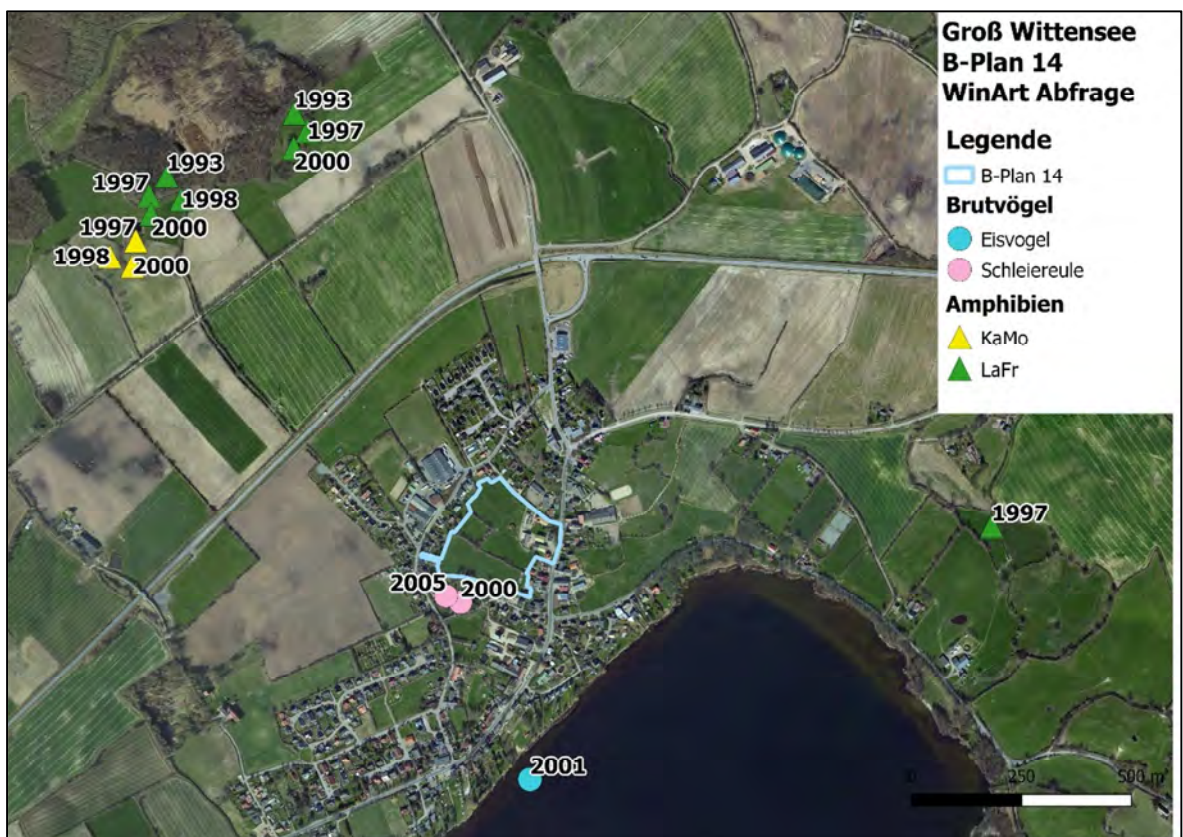 Groß Wittensee
B-Plan 14
WinArt Abfrage
Legende
B-Plan 14
Brutvögel
Eisvogel
Schleiereule
Amphibien
KaMo
LaFr
1993
1997
2000
1993
1997
1998
2000
1997
1998
2000
1997
2005
2000
2001
0
250
500 m